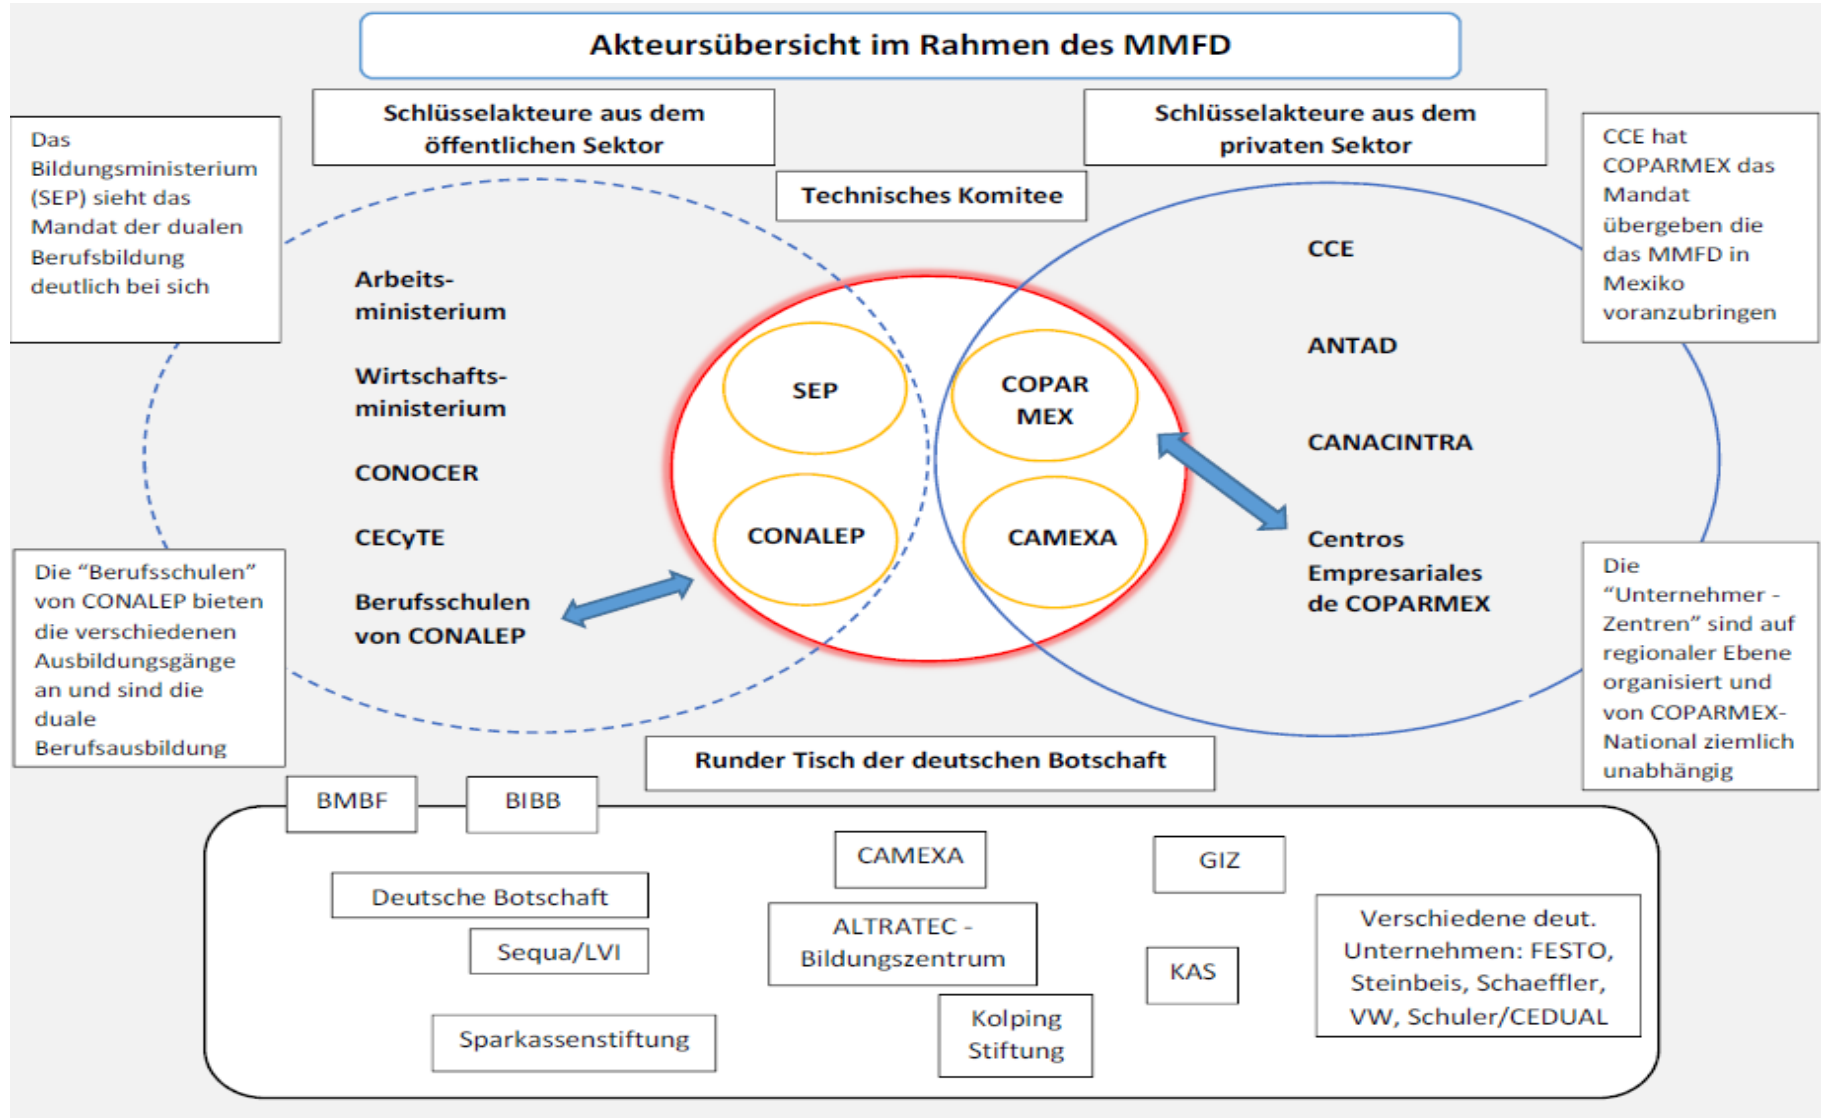 Akteursübersicht im Rahmen des MMFD
Schlüsselakteure aus dem
öffentlichen Sektor
Schlüsselakteure aus dem
privaten Sektor
Technisches Komitee
Das
Bildungsministerium
(SEP) sieht das
Mandat der dualen
Berufsbildung
deutlich bei sich
CCE hat
COPARMEX das
Mandat
übergeben die
das MMFD in
Mexiko
voranzubringen
Arbeits-
ministerium
Wirtschafts-
ministerium
CONOCER
CECyTE
Berufsschulen
von CONALEP
SEP
CONALEP
COPAR
MEX
CAMEXA
CCE
ANTAD
CANACINTRA
Centros
Empresariales
de COPARMEX
Die “Berufsschulen”
von CONALEP bieten
die verschiedenen
Ausbildungsgänge
an und sind die
duale
Berufsausbildung
Die
“Unternehmer -
Zentren” sind auf
regionaler Ebene
organisiert und
von COPARMEX-
National ziemlich
unabhängig
Runder Tisch der deutschen Botschaft
BMBF
BIBB
CAMEXA
GIZ
Deutsche Botschaft
Sequa/LVI
ALTRATEC -
Bildungszentrum
KAS
Verschiedene deut.
Unternehmen: FESTO,
Steinbeis, Schaeffler,
VW, Schuler/CEDUAL
Sparkassenstiftung
Kolping
Stiftung